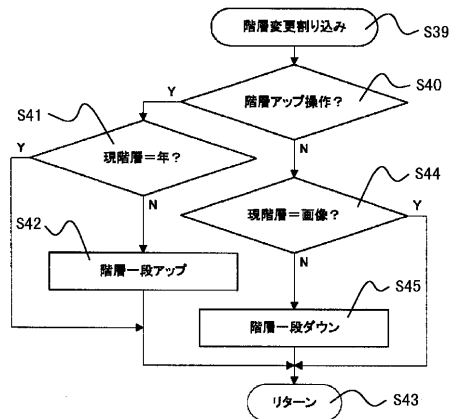 階層変更割り込み
S39
階層アップ操作？
S40
Y
N
S41
現階層＝年？
Y
N
S44
現階層＝画像？
Y
N
S42
階層一段アップ
S45
階層一段ダウン
リターン
S43